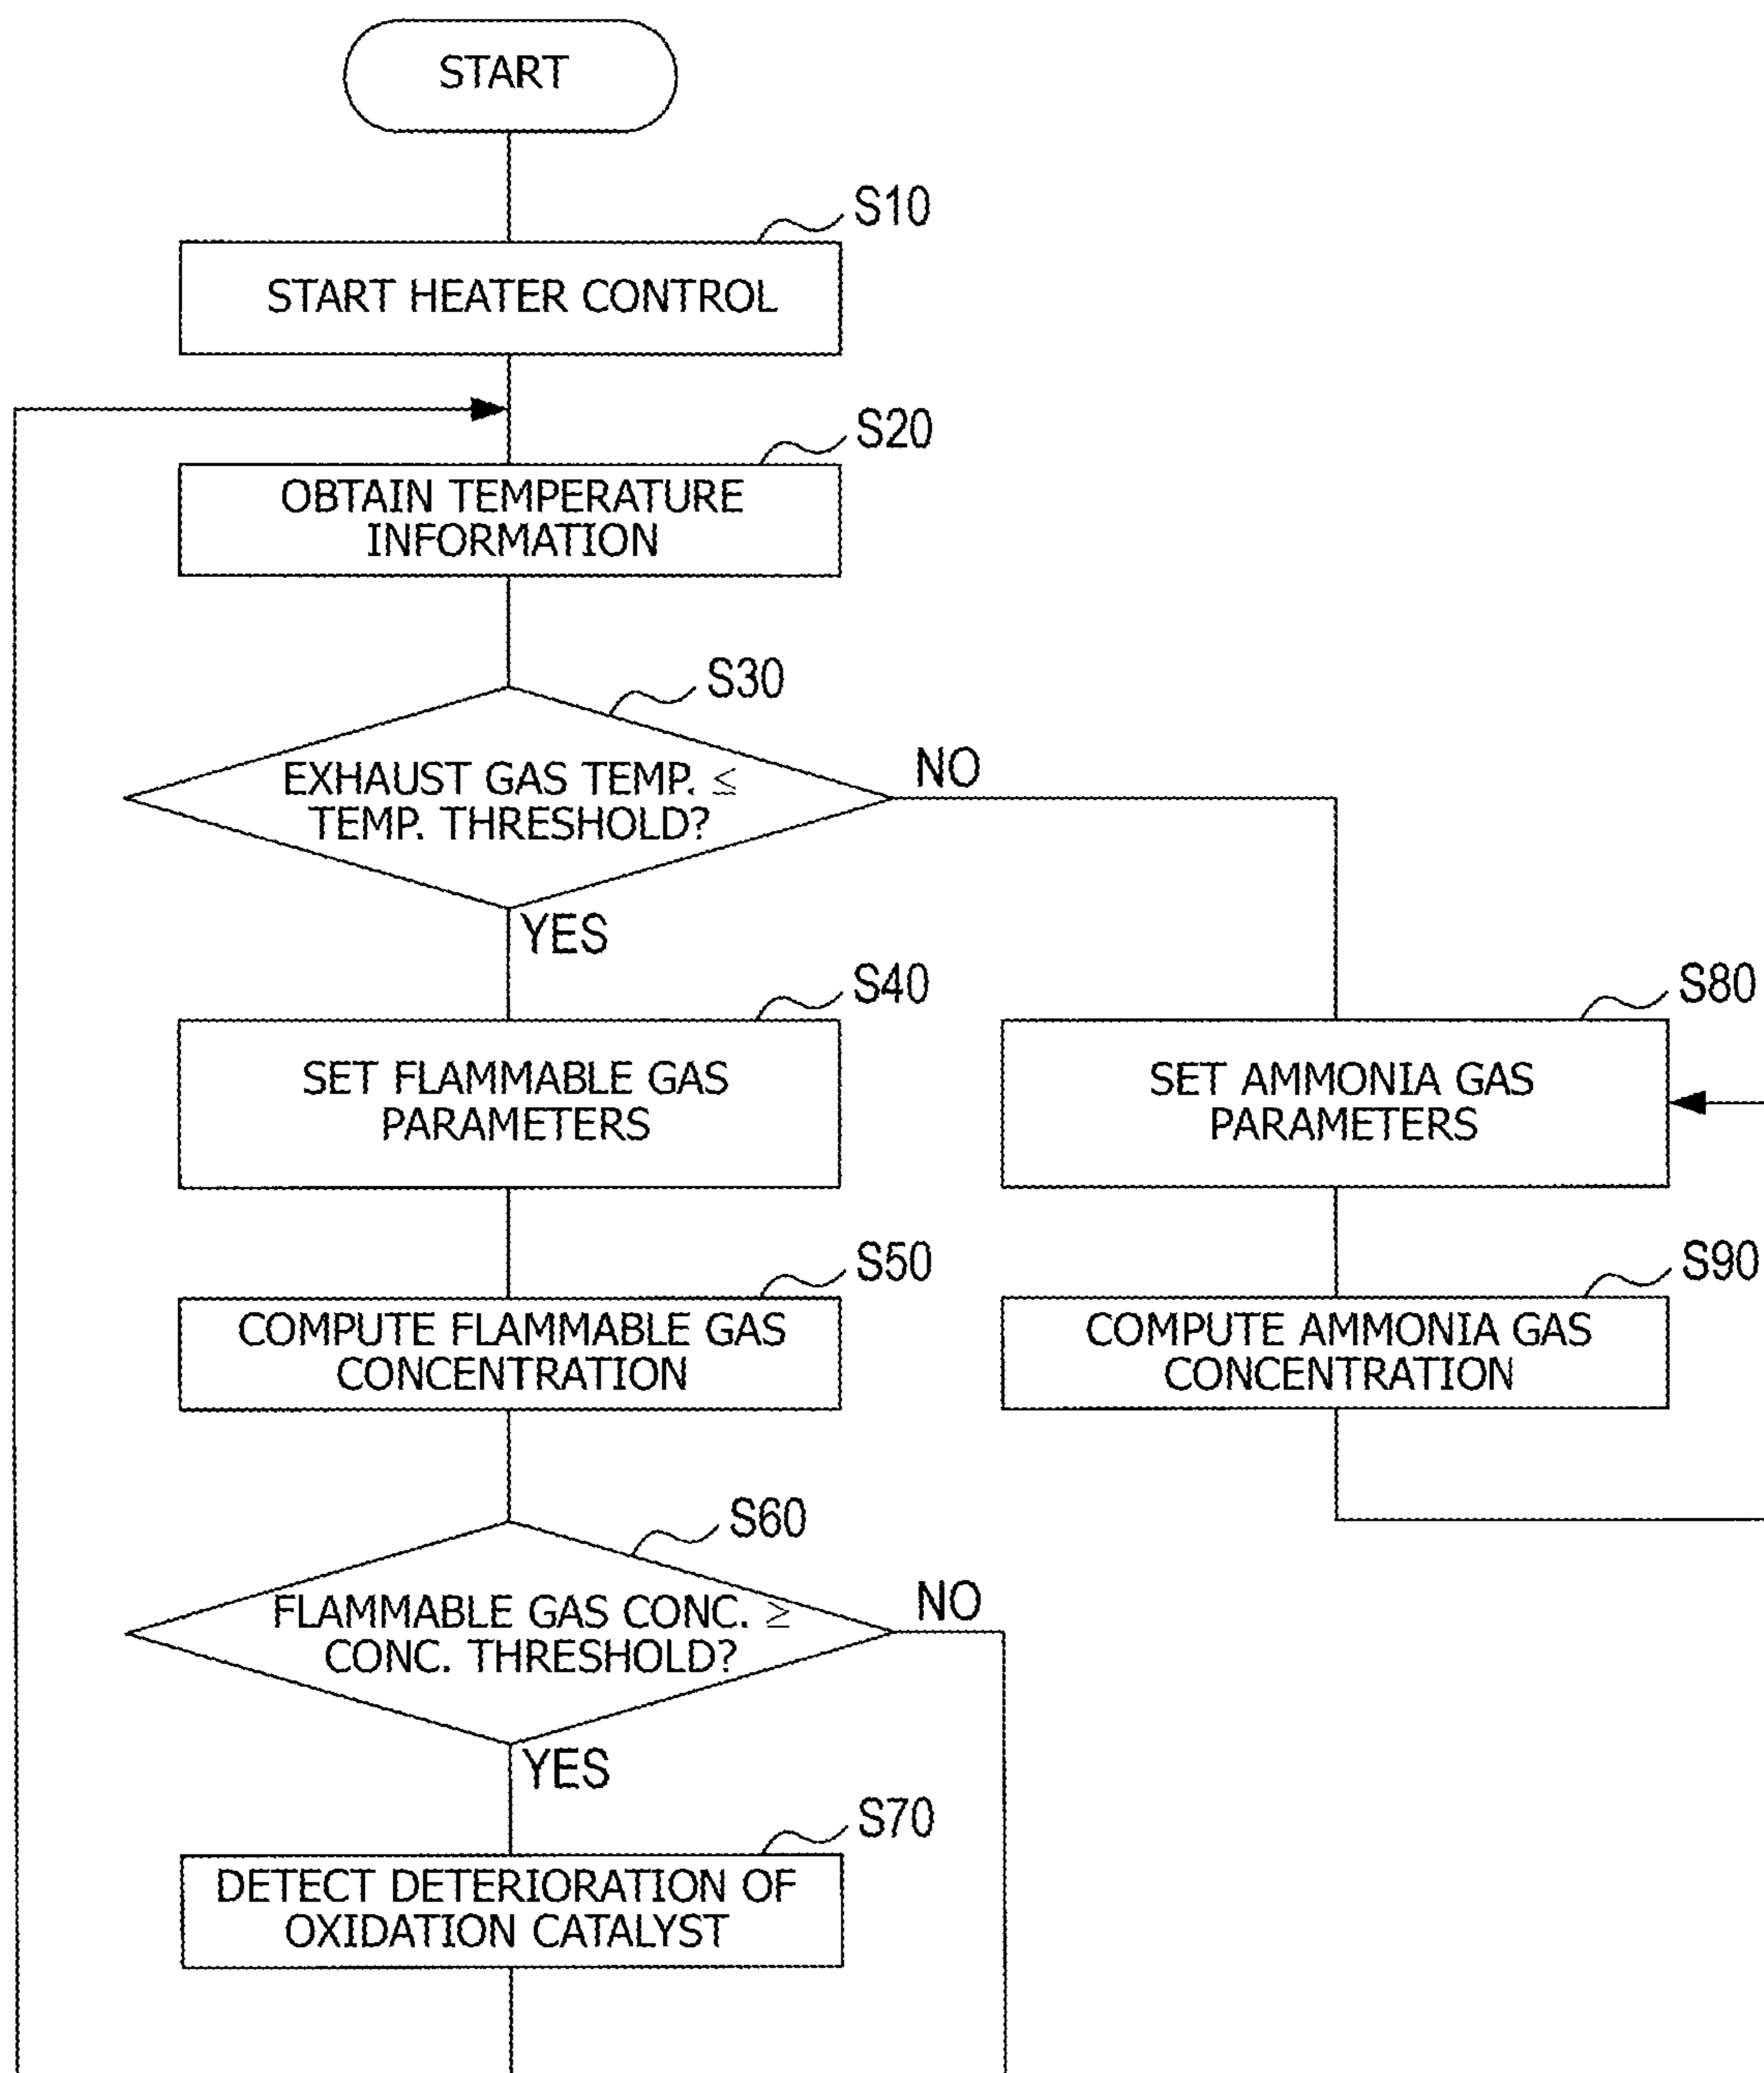 START
S10
START HEATER CONTROL
S20
OBTAIN TEMPERATURE
INFORMATION
S30
EXHAUST GAS TEMP. ≤
TEMP. THRESHOLD?
NO
YES
S40
SET FLAMMABLE GAS
PARAMETERS
S80
SET AMMONIA GAS
PARAMETERS
S50
COMPUTE FLAMMABLE GAS
CONCENTRATION
S90
COMPUTE AMMONIA GAS
CONCENTRATION
S60
FLAMMABLE GAS CONC. ≥
CONC. THRESHOLD?
NO
YES
S70
DETECT DETERIORATION OF
OXIDATION CATALYST